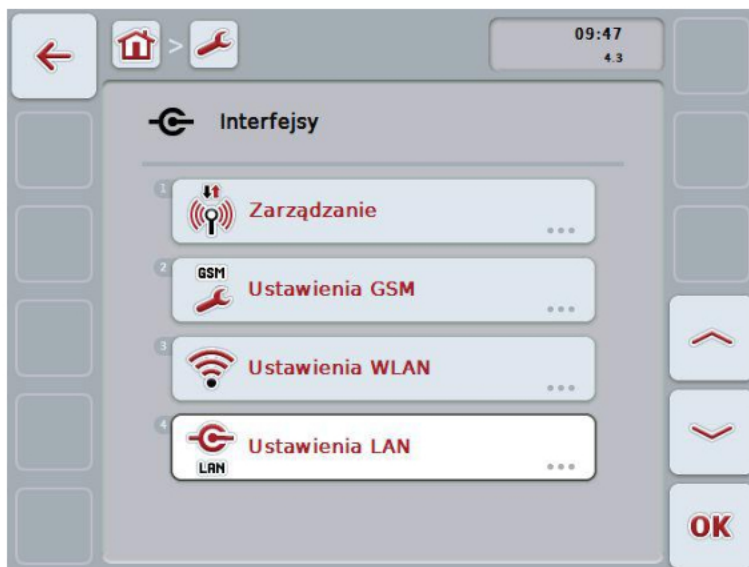 09:47
4.3
Interfejsy
1
Zarządzanie
2
GSM
Ustawienia GSM
3
Ustawienia WLAN
4
Ustawienia LAN
LAN
OK